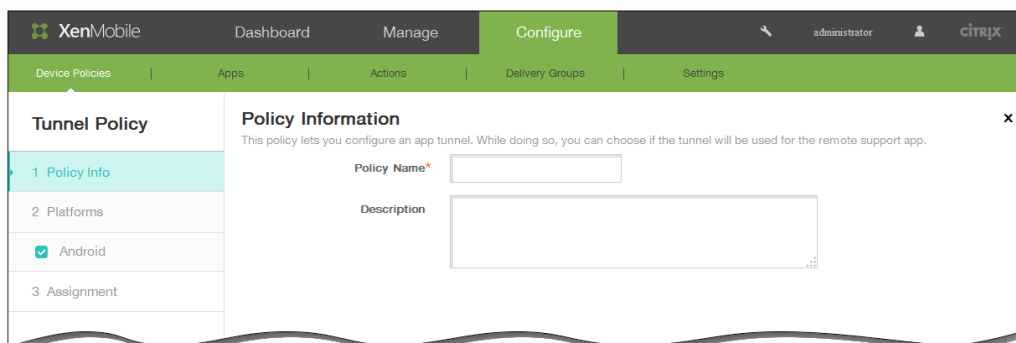 XenMobile Dashboard Manage Configure administrator CİTRIX
Device Policies | Apps | Actions | Delivery Groups | Settings
Tunnel Policy
1 Policy Info
2 Platforms
Android
3 Assignment
Policy Information x
This policy lets you configure an app tunnel. While doing so, you can choose if the tunnel will be used for the remote support app.
Policy Name*
Description